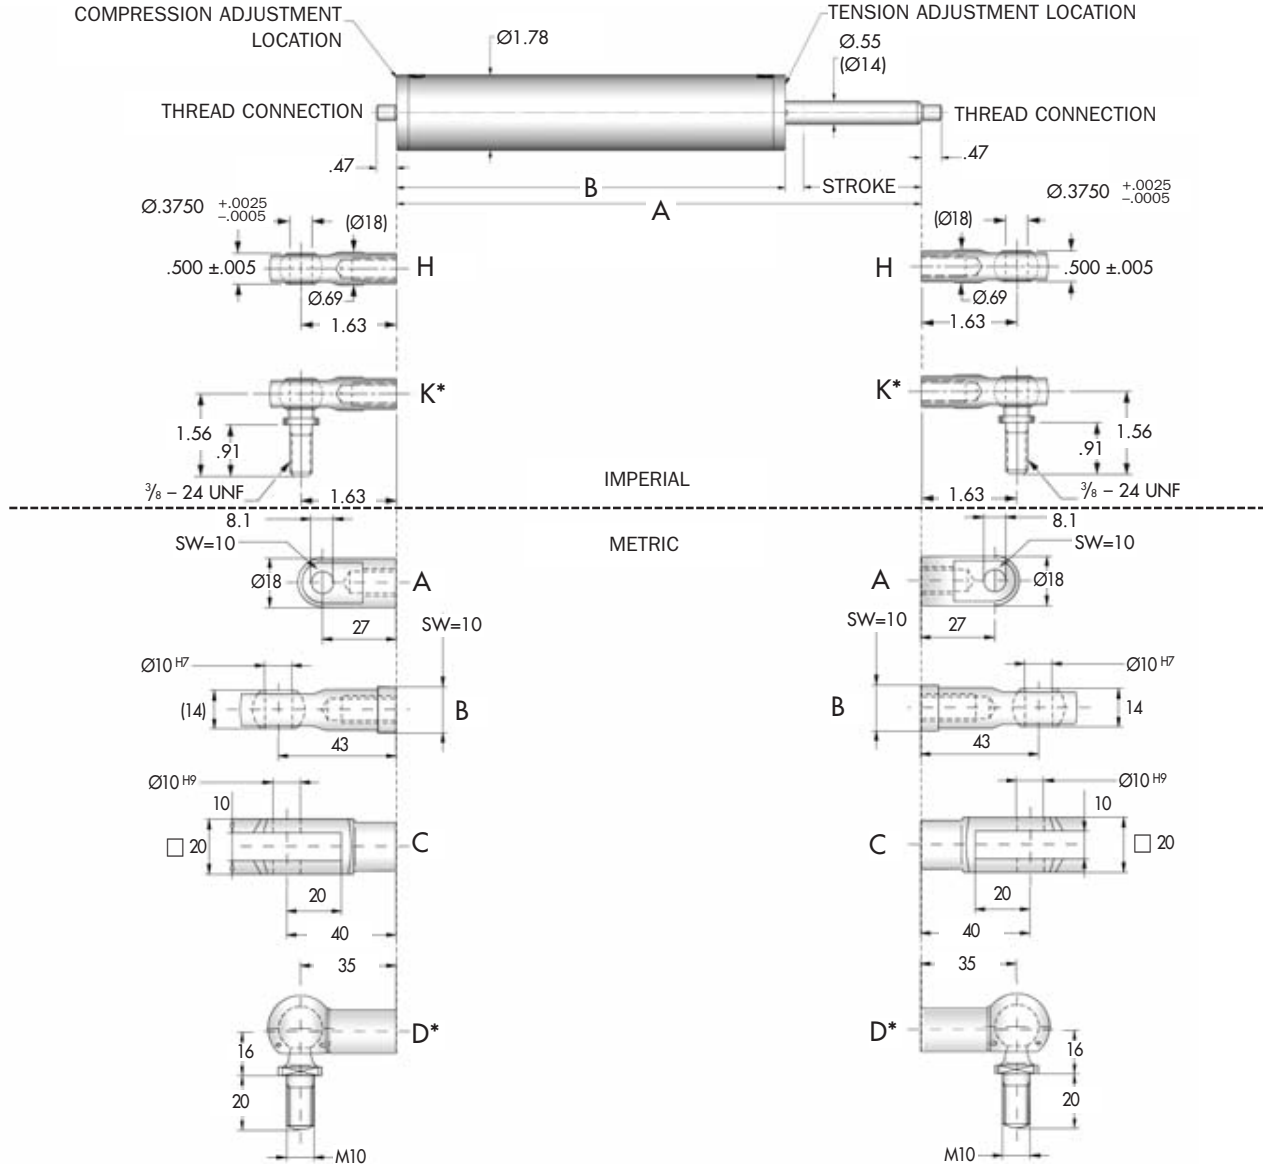 COMPRESSION ADJUSTMENT
LOCATION
TENSION ADJUSTMENT LOCATION
Ø1.78
Ø.55
(Ø14)
THREAD CONNECTION
THREAD CONNECTION
.47
.47
B
STROKE
A
Ø.3750 +.0025 –.0005
Ø.3750 +.0025 –.0005
(Ø18)
(Ø18)
.500 ±.005
H
H
.500 ±.005
Ø.69
Ø.69
1.63
1.63
K*
K*
1.56
.91
1.56
.91
3/8 – 24 UNF
1.63
IMPERIAL
1.63
3/8 – 24 UNF
8.1
METRIC
8.1
SW=10
SW=10
Ø18
A
A
Ø18
27
SW=10
SW=10
27
Ø10 H7
Ø10 H7
(14)
B
B
14
43
43
Ø10 H9
Ø10 H9
10
10
□ 20
C
C
□ 20
20
20
40
40
35
35
D*
D*
16
16
20
20
M10
M10